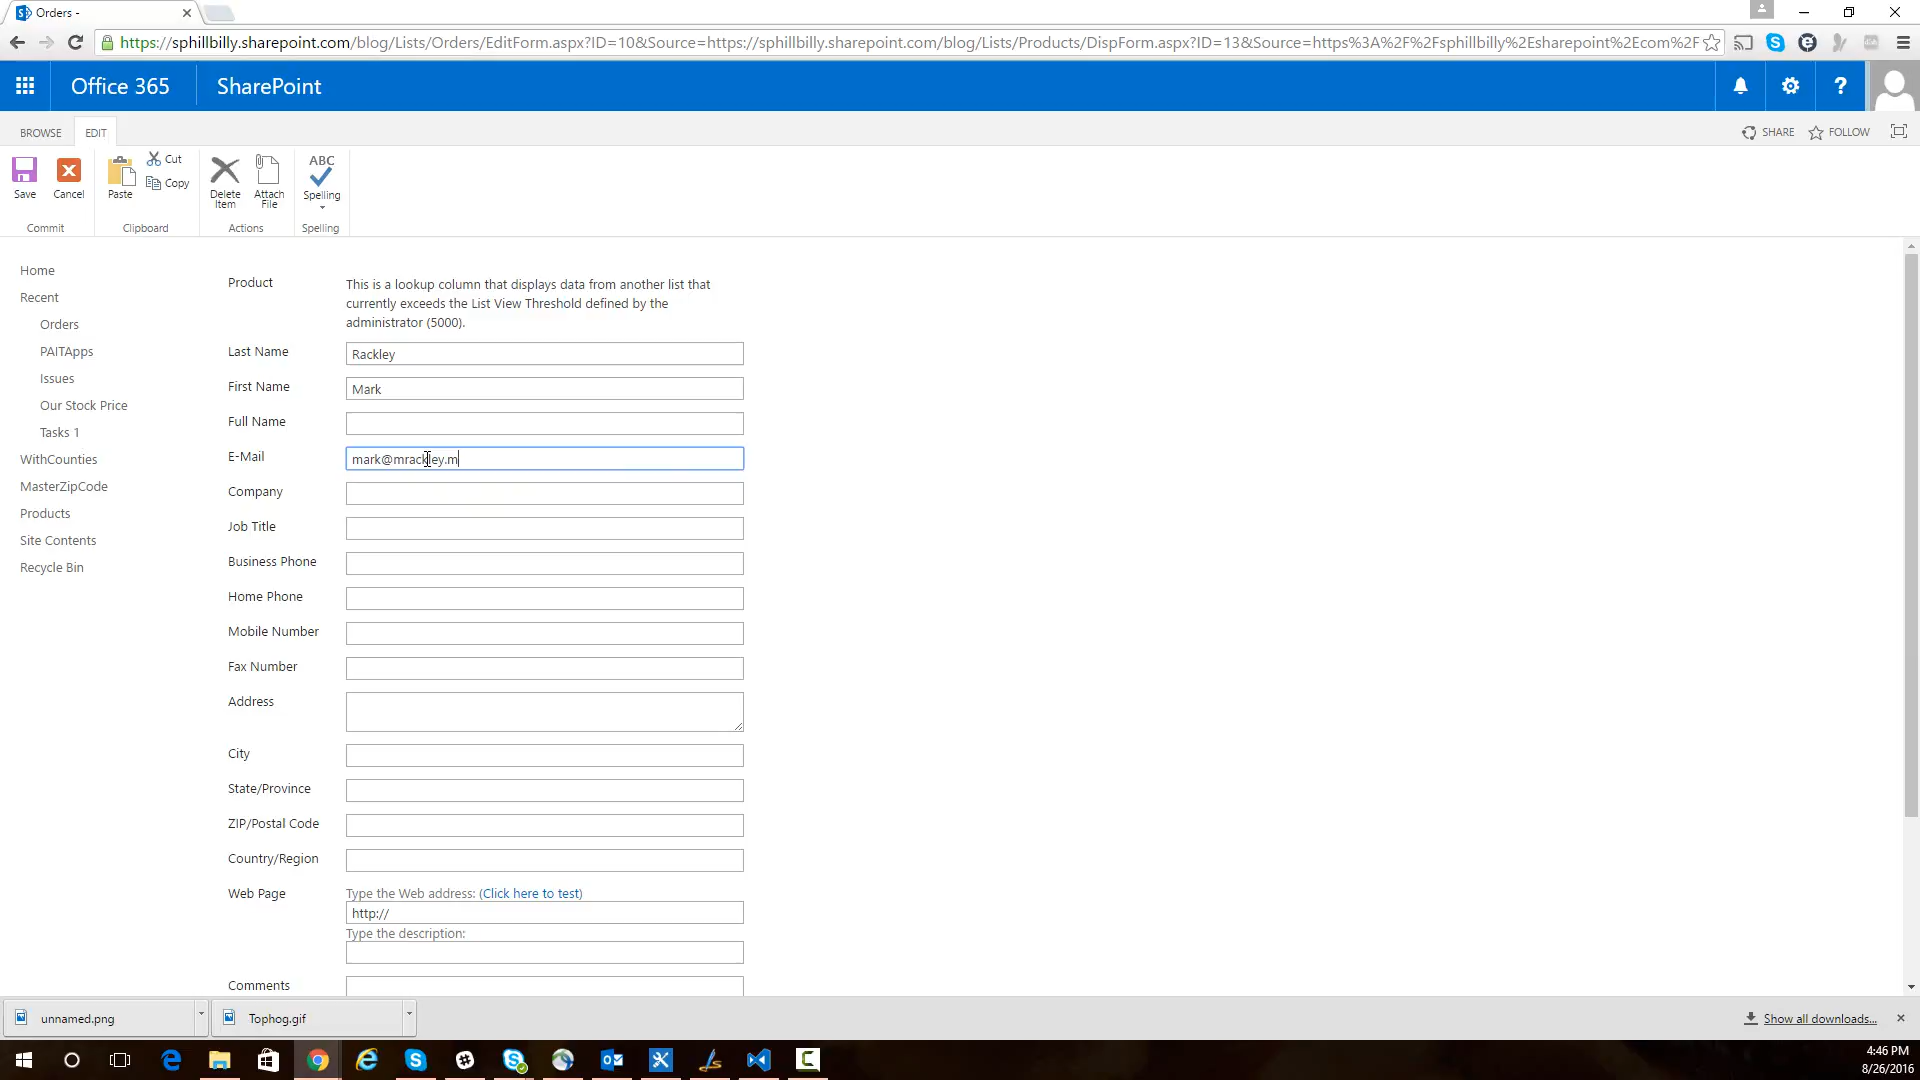 Orders -
https://sphillbilly.sharepoint.com/blog/Lists/Orders/EditForm.aspx?ID=10&Source=https://sphillbilly.sharepoint.com/blog/Lists/Products/DispForm.aspx?ID=13&Source=https%3A%2F%2Fsphillbilly%2Esharepoint%2Ecom%2F
Office 365 SharePoint ?
BROWSE EDIT SHARE FOLLOW
Save Cancel Paste Cut Copy Delete Item Attach File ABC Spelling
Commit Clipboard Actions Spelling
Home
Recent
Orders
PAITApps
Issues
Our Stock Price
Tasks 1
WithCounties
MasterZipCode
Products
Site Contents
Recycle Bin
Product This is a lookup column that displays data from another list that
currently exceeds the List View Threshold defined by the
administrator (5000).
Last Name Rackley
First Name Mark
Full Name
E-Mail mark@mrackley.m
Company
Job Title
Business Phone
Home Phone
Mobile Number
Fax Number
Address
City
State/Province
ZIP/Postal Code
Country/Region
Web Page Type the Web address: (Click here to test)
http://
Type the description:
Comments
unnamed.png Tophog.gif Show all downloads...
4:46 PM
8/26/2016